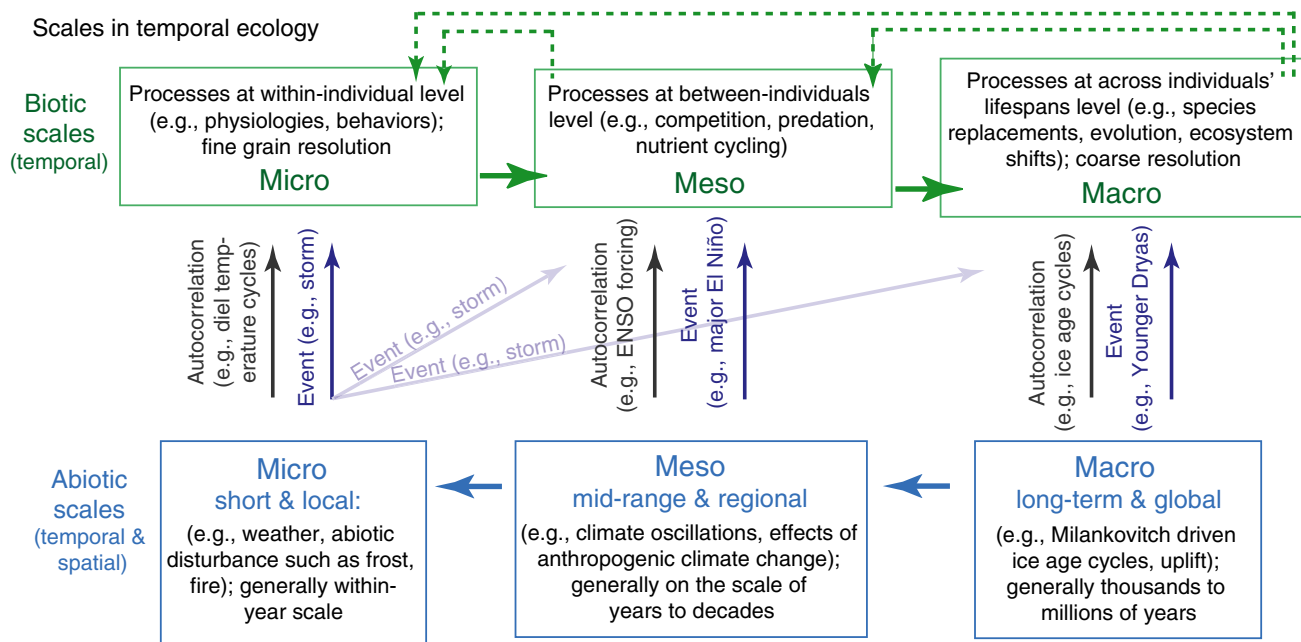 Scales in temporal ecology
Biotic
scales
(temporal)
Processes at within-individual level
(e.g., physiologies, behaviors);
fine grain resolution
Micro
Processes at between-individuals
level (e.g., competition, predation,
nutrient cycling)
Meso
Processes at across individuals’
lifespans level (e.g., species
replacements, evolution, ecosystem
shifts); coarse resolution
Macro
Autocorrelation
(e.g., diel temp-
erature cycles)
Event (e.g., storm)
Event (e.g., storm)
Event (e.g., storm)
Autocorrelation
(e.g., ENSO forcing)
Event
(e.g., major El Niño)
Autocorrelation
(e.g., ice age cycles)
Event
(e.g., Younger Dryas)
Abiotic
scales
(temporal &
spatial)
Micro
short & local:
(e.g., weather, abiotic
disturbance such as frost,
fire); generally within-
year scale
Meso
mid-range & regional
(e.g., climate oscillations, effects of
anthropogenic climate change);
generally on the scale of
years to decades
Macro
long-term & global
(e.g., Milankovitch driven
ice age cycles, uplift);
generally thousands to
millions of years